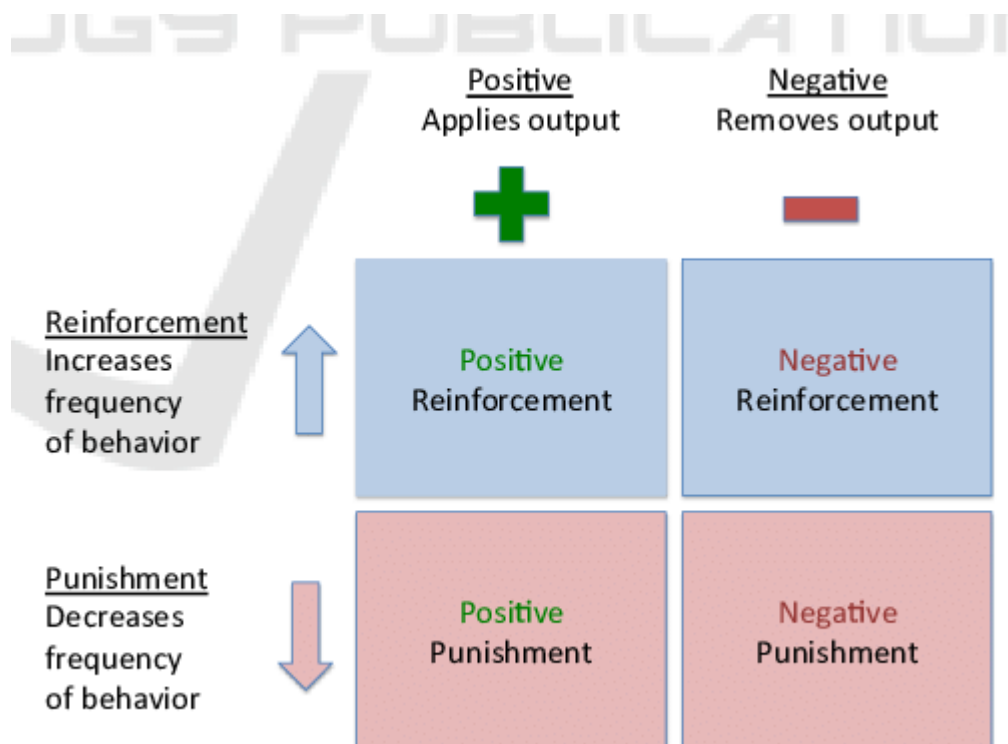 Positive
Applies output
Negative
Removes output
Reinforcement
Increases
frequency
of behavior
Positive
Reinforcement
Negative
Reinforcement
Punishment
Decreases
frequency
of behavior
Positive
Punishment
Negative
Punishment